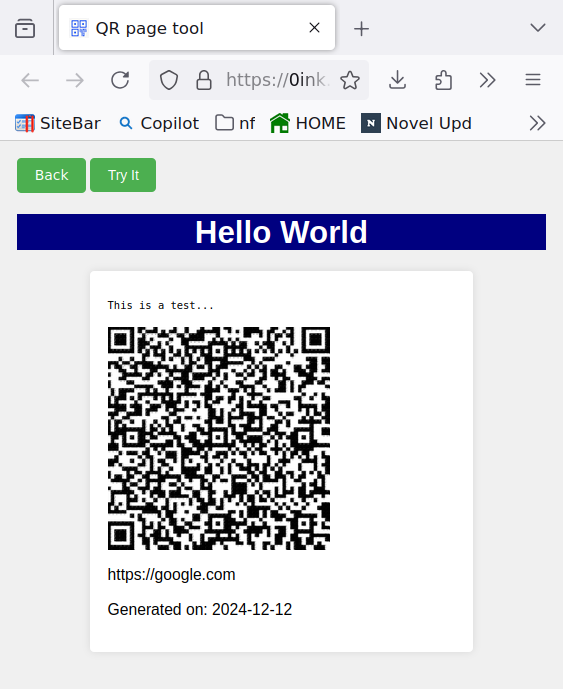 QR page tool
https://0ink.
SiteBar
Copilot
nf
HOME
N
Novel Upd
Back
Try It
Hello World
This is a test...
https://google.com
Generated on: 2024-12-12